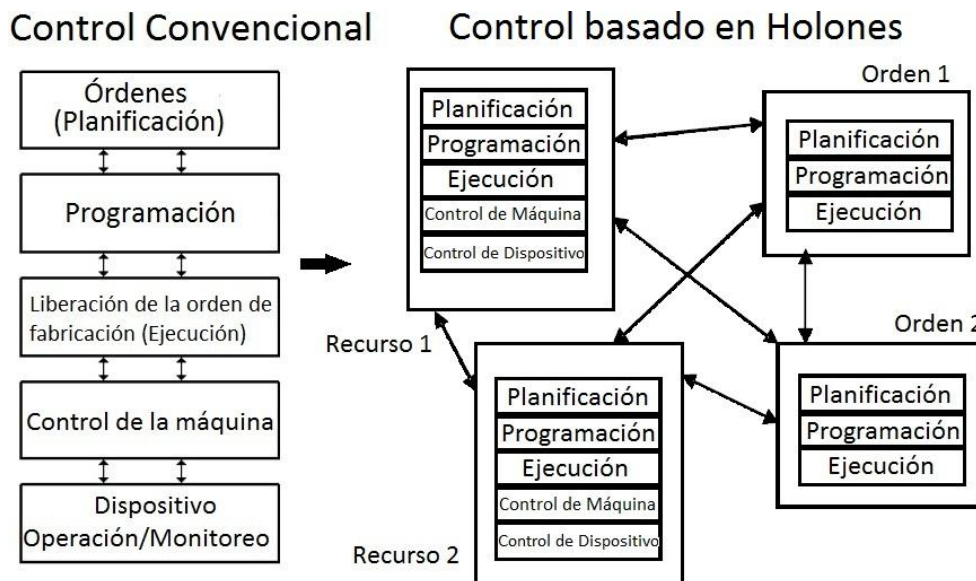 Control Convencional
Control basado en Holones
Órdenes
(Planificación)
Programación
Liberación de la orden de
fabricación (Ejecución)
Control de la máquina
Dispositivo
Operación/Monitoreo
Planificación
Programación
Ejecución
Control de Máquina
Control de Dispositivo
Recurso 1
Orden 1
Planificación
Programación
Ejecución
Planificación
Programación
Ejecución
Control de Máquina
Control de Dispositivo
Recurso 2
Orden 2
Planificación
Programación
Ejecución